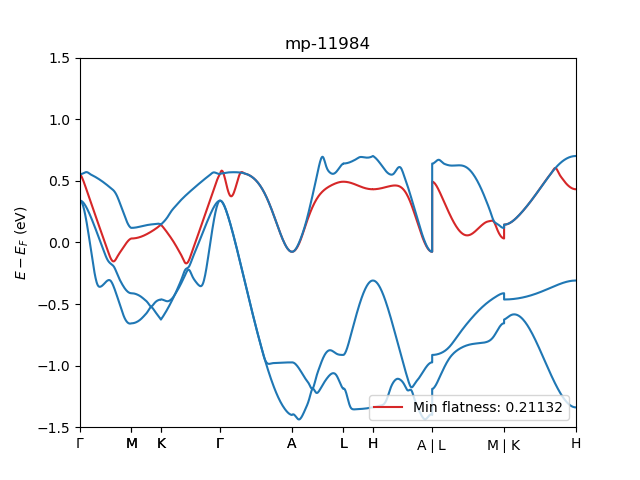 mp-11984
E − E_F (eV)
1.5
1.0
0.5
0.0
−0.5
−1.0
−1.5
Min flatness: 0.21132
Γ M K Γ A L H A | L M | K H